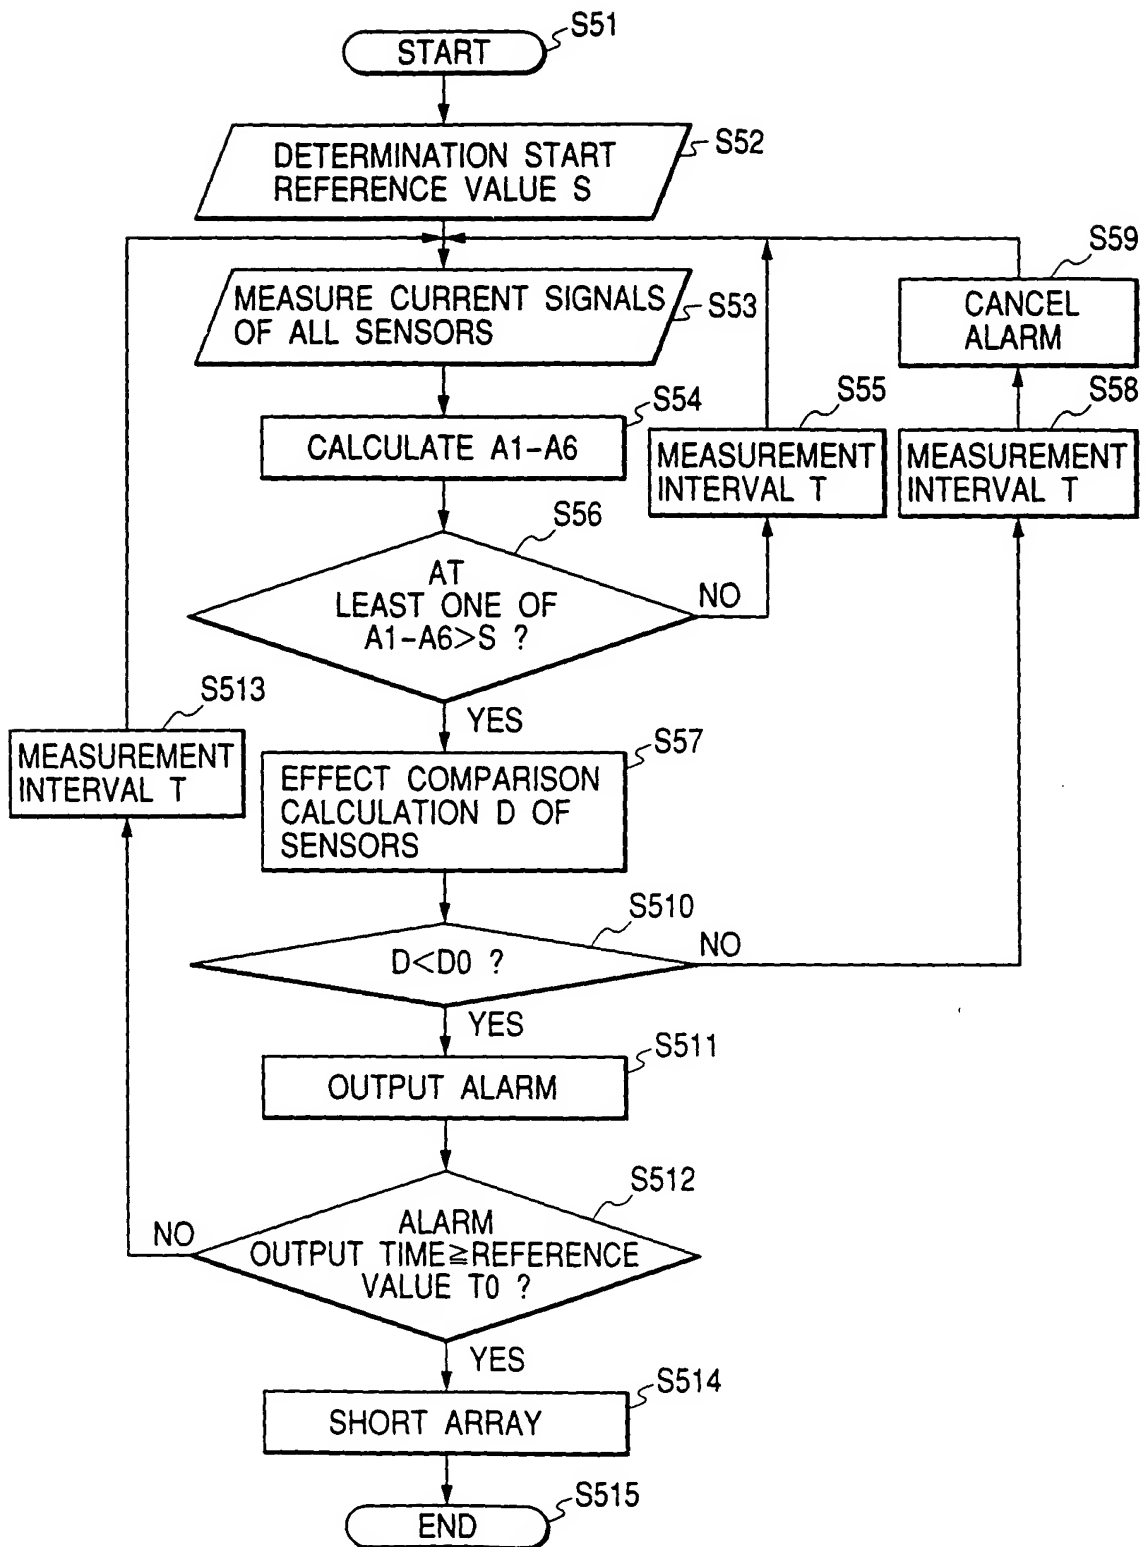 START
S51
DETERMINATION START
REFERENCE VALUE S
S52
MEASURE CURRENT SIGNALS
OF ALL SENSORS
S53
S59
CANCEL
ALARM
S54
CALCULATE A1-A6
S55
MEASUREMENT
INTERVAL T
S58
MEASUREMENT
INTERVAL T
S56
AT
LEAST ONE OF
A1-A6>S ?
NO
YES
S513
MEASUREMENT
INTERVAL T
S57
EFFECT COMPARISON
CALCULATION D OF
SENSORS
S510
D<D0 ?
NO
YES
S511
OUTPUT ALARM
S512
ALARM
OUTPUT TIME≧REFERENCE
VALUE T0 ?
NO
YES
S514
SHORT ARRAY
S515
END